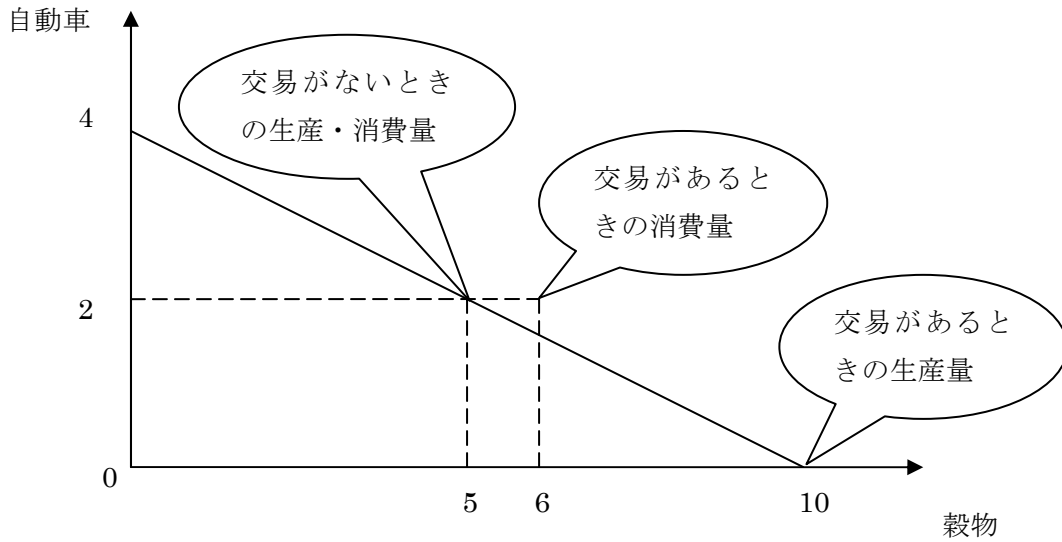 自動車
4
交易がないとき
の生産・消費量
交易があると
きの消費量
2
交易があると
きの生産量
0
5
6
10
穀物